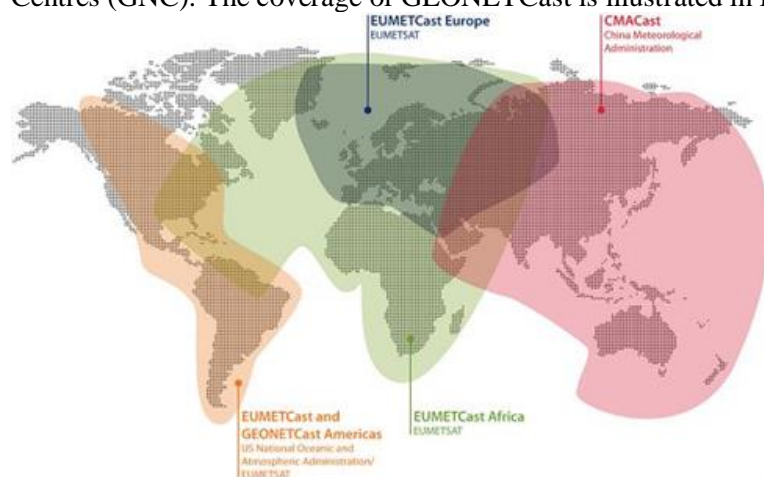 Centres (GNC). The coverage of GEONETCast is illustrated in
EUMETCast Europe
EUMETSAT
CMACast
China Meteorological
Administration
EUMETCast and
GEONETCast Americas
US National Oceanic and
Atmospheric Administration/
EUMETSAT
EUMETCast Africa
EUMETSAT